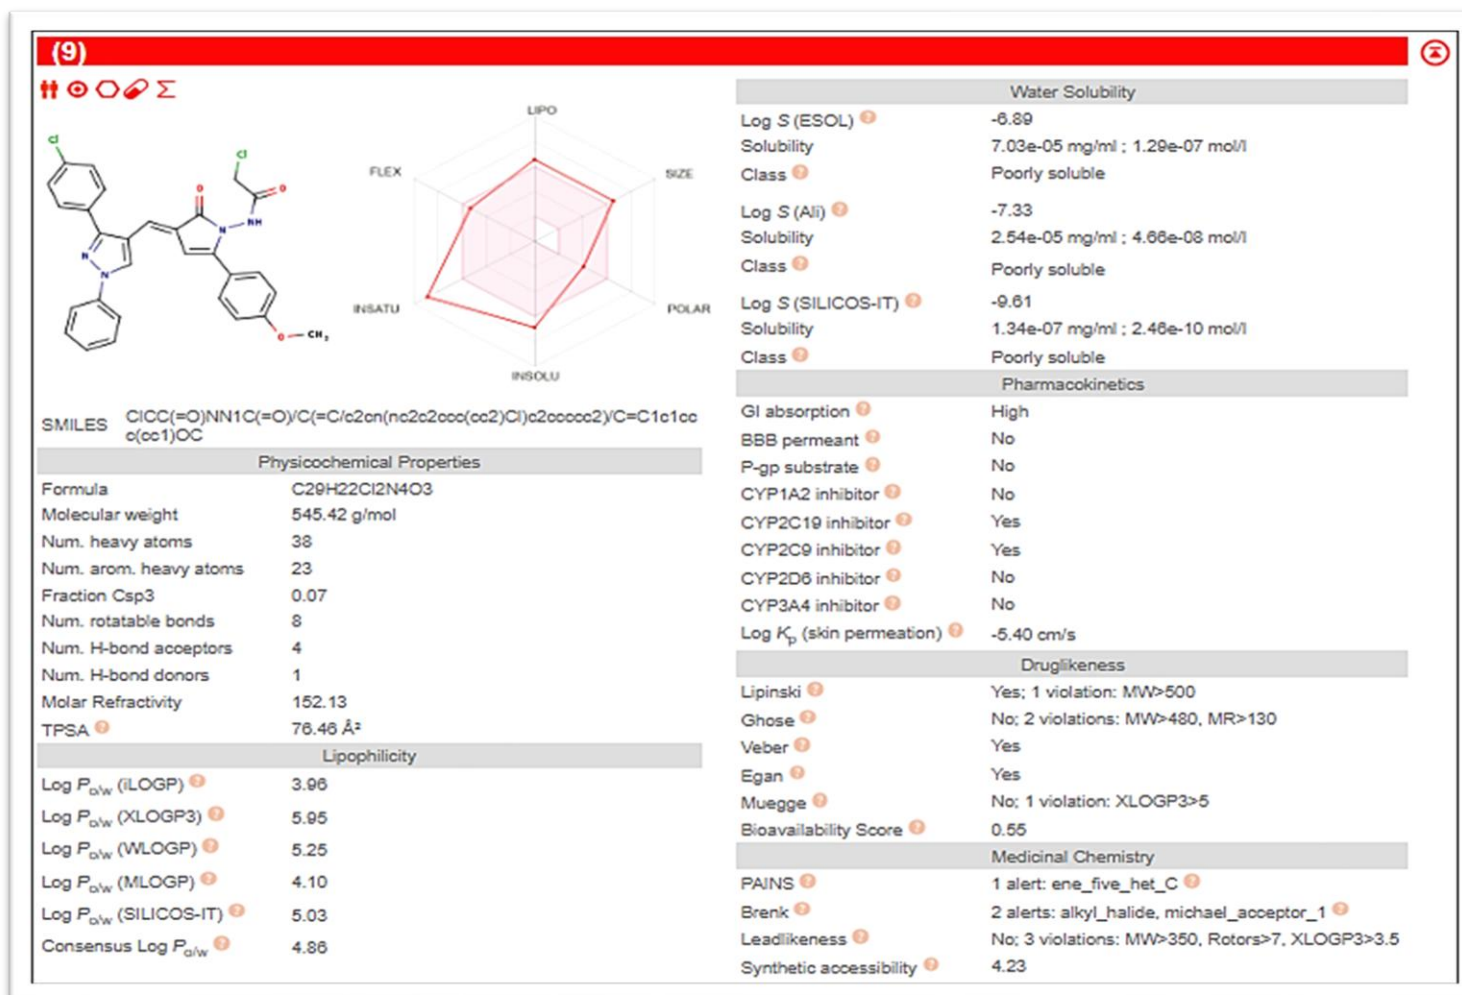 (9)
LIPO
FLEX
SIZE
INSATU
POLAR
INSOLU
Cl
Cl
O
O
NH
N
N
N
O
CH3
SMILES ClCC(=O)NN1C(=O)/C(=C/c2cn(nc2c2ccc(cc2)Cl)c2ccccc2)/C=C1c1cc
c(cc1)OC
Physicochemical Properties
Formula C29H22Cl2N4O3
Molecular weight 545.42 g/mol
Num. heavy atoms 38
Num. arom. heavy atoms 23
Fraction Csp3 0.07
Num. rotatable bonds 8
Num. H-bond acceptors 4
Num. H-bond donors 1
Molar Refractivity 152.13
TPSA ? 76.46 Å²
Lipophilicity
Log Po/w (iLOGP) ? 3.96
Log Po/w (XLOGP3) ? 5.95
Log Po/w (WLOGP) ? 5.25
Log Po/w (MLOGP) ? 4.10
Log Po/w (SILICOS-IT) ? 5.03
Consensus Log Po/w ? 4.86
Water Solubility
Log S (ESOL) ? -6.89
Solubility 7.03e-05 mg/ml ; 1.29e-07 mol/l
Class ? Poorly soluble
Log S (Ali) ? -7.33
Solubility 2.54e-05 mg/ml ; 4.66e-08 mol/l
Class ? Poorly soluble
Log S (SILICOS-IT) ? -9.61
Solubility 1.34e-07 mg/ml ; 2.46e-10 mol/l
Class ? Poorly soluble
Pharmacokinetics
GI absorption ? High
BBB permeant ? No
P-gp substrate ? No
CYP1A2 inhibitor ? No
CYP2C19 inhibitor ? Yes
CYP2C9 inhibitor ? Yes
CYP2D6 inhibitor ? No
CYP3A4 inhibitor ? No
Log Kp (skin permeation) ? -5.40 cm/s
Druglikeness
Lipinski ? Yes; 1 violation: MW>500
Ghose ? No; 2 violations: MW>480, MR>130
Veber ? Yes
Egan ? Yes
Muegge ? No; 1 violation: XLOGP3>5
Bioavailability Score ? 0.55
Medicinal Chemistry
PAINS ? 1 alert: ene_five_het_C ?
Brenk ? 2 alerts: alkyl_halide, michael_acceptor_1 ?
Leadlikeness ? No; 3 violations: MW>350, Rotors>7, XLOGP3>3.5
Synthetic accessibility ? 4.23